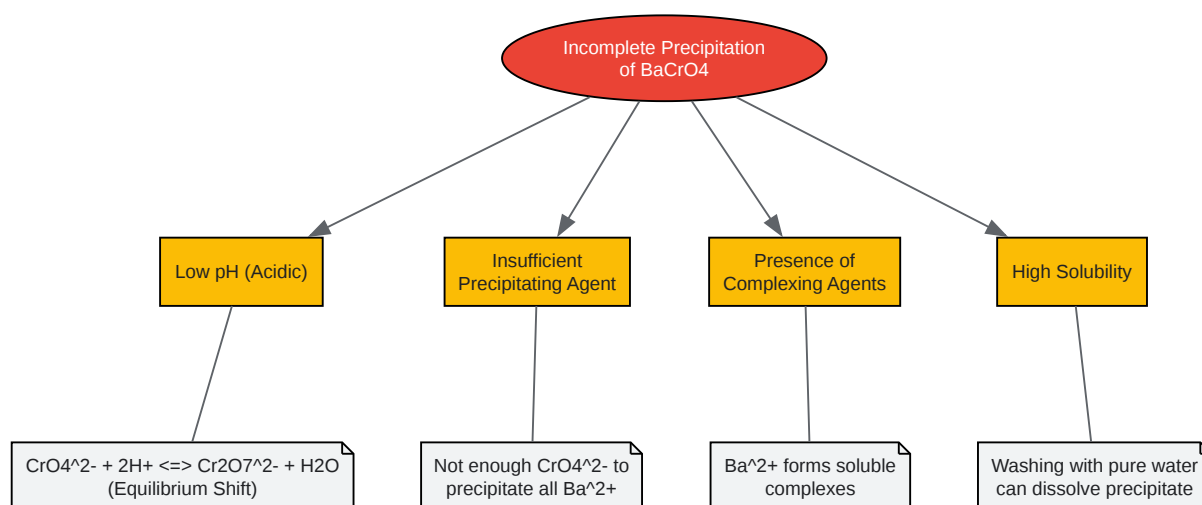 Incomplete Precipitation
of BaCrO4
Low pH (Acidic)
Insufficient
Precipitating Agent
Presence of
Complexing Agents
High Solubility
CrO4^2- + 2H+ <=> Cr2O7^2- + H2O
(Equilibrium Shift)
Not enough CrO4^2- to
precipitate all Ba^2+
Ba^2+ forms soluble
complexes
Washing with pure water
can dissolve precipitate